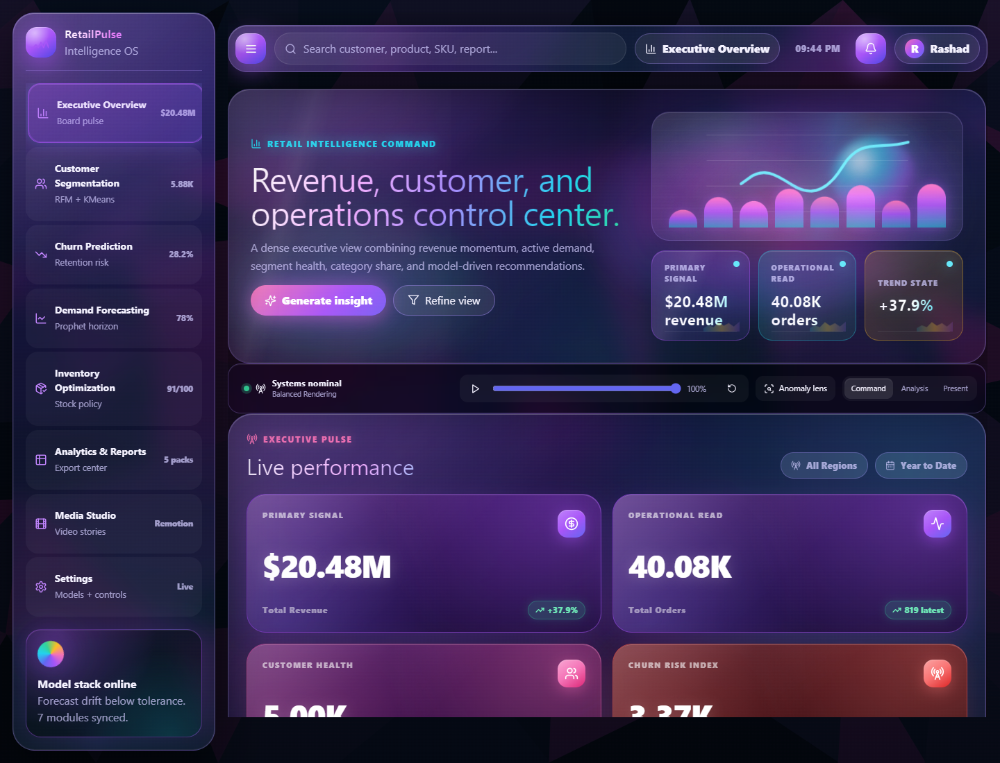 RetailPulse
Intelligence OS
Executive Overview
Board pulse
$20.48M
Customer
Segmentation
RFM + KMeans
5.88K
Churn Prediction
Retention risk
28.2%
Demand Forecasting
Prophet horizon
78%
Inventory
Optimization
Stock policy
91/100
Analytics & Reports
Export center
5 packs
Media Studio
Video stories
Remotion
Settings
Models + controls
Live
Model stack online
Forecast drift below tolerance.
7 modules synced.
Search customer, product, SKU, report...
Executive Overview
09:44 PM
R
Rashad
RETAIL INTELLIGENCE COMMAND
Revenue, customer, and
operations control center.
A dense executive view combining revenue momentum, active demand,
segment health, category share, and model-driven recommendations.
Generate insight
Refine view
PRIMARY
SIGNAL
$20.48M
revenue
OPERATIONAL
READ
40.08K
orders
TREND STATE
+37.9%
Systems nominal
Balanced Rendering
100%
Anomaly lens
Command
Analysis
Present
EXECUTIVE PULSE
Live performance
All Regions
Year to Date
PRIMARY SIGNAL
$20.48M
Total Revenue
+37.9%
OPERATIONAL READ
40.08K
Total Orders
819 latest
CUSTOMER HEALTH
5.00K
CHURN RISK INDEX
3.37K